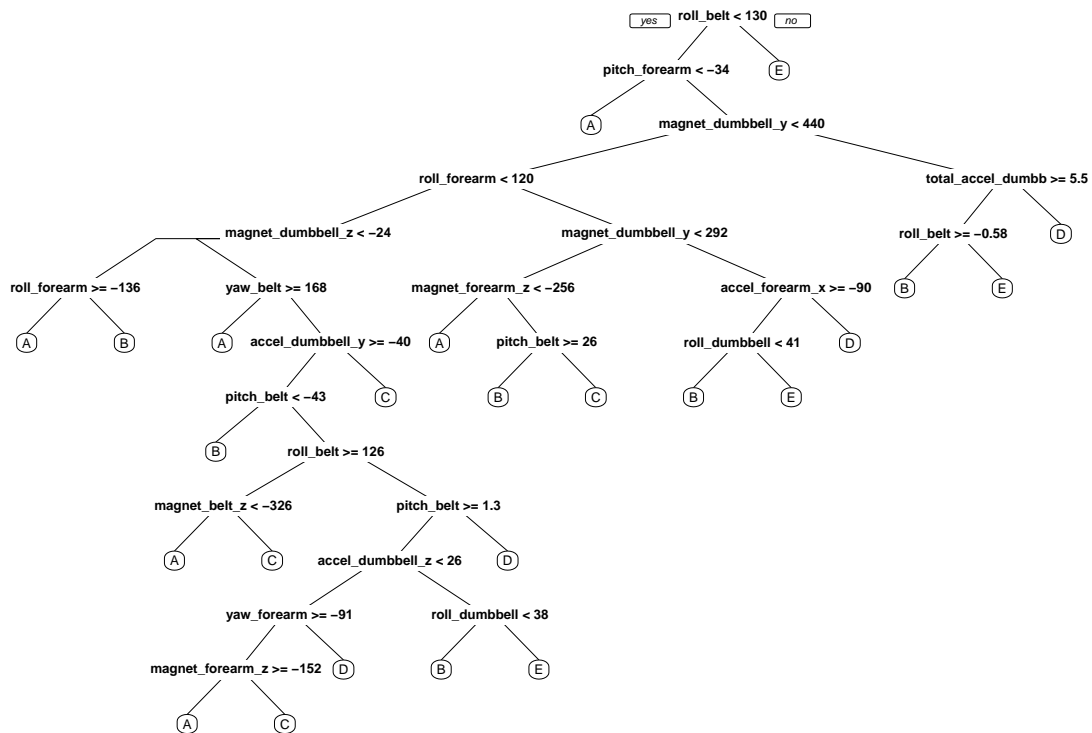 yes roll_belt < 130 no
pitch_forearm < −34 E
A magnet_dumbbell_y < 440
roll_forearm < 120 total_accel_dumbb >= 5.5
magnet_dumbbell_z < −24 magnet_dumbbell_y < 292 roll_belt >= −0.58 D
roll_forearm >= −136 yaw_belt >= 168 magnet_forearm_z < −256 accel_forearm_x >= −90 B E
A B A accel_dumbbell_y >= −40 A pitch_belt >= 26 roll_dumbbell < 41 D
pitch_belt < −43 C B C B E
B roll_belt >= 126
magnet_belt_z < −326 pitch_belt >= 1.3
A C accel_dumbbell_z < 26 D
yaw_forearm >= −91 roll_dumbbell < 38
magnet_forearm_z >= −152 D B E
A C